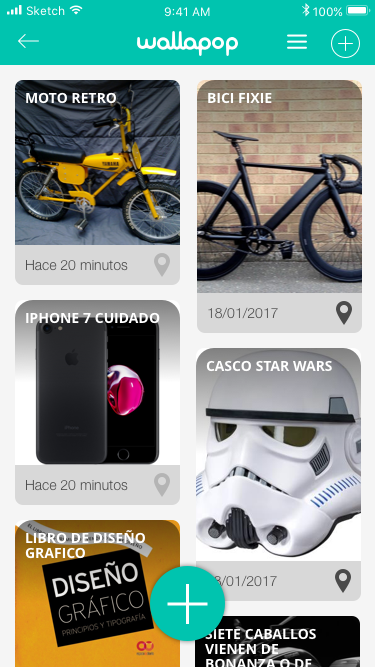 Sketch
9:41 AM
100%
wallapop
MOTO RETRO
YAMAHA
Hace 20 minutos
BICI FIXIE
18/01/2017
IPHONE 7 CUIDADO
iPhone
Hace 20 minutos
CASCO STAR WARS
8/01/2017
LIBRO DE DISEÑO
GRAFICO
DISEÑO
GRÁFICO
PRINCIPIOS Y TIPOGRAFÍA
SIETE CABALLOS
VIENEN DE
BONANZA O DE